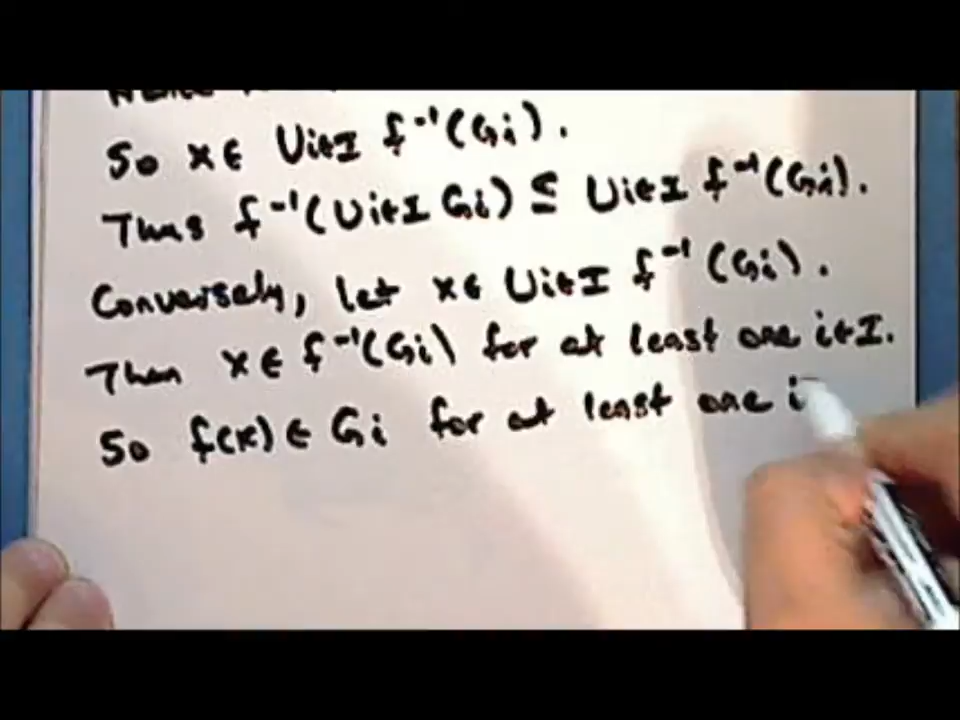 So x ∈ ∪i∈I f⁻¹(Gi).
Thus f⁻¹(∪i∈I Gi) ⊆ ∪i∈I f⁻¹(Gi).
Conversely, let x ∈ ∪i∈I f⁻¹(Gi).
Then x ∈ f⁻¹(Gi) for at least one i∈I.
So f(x) ∈ Gi for at least one i